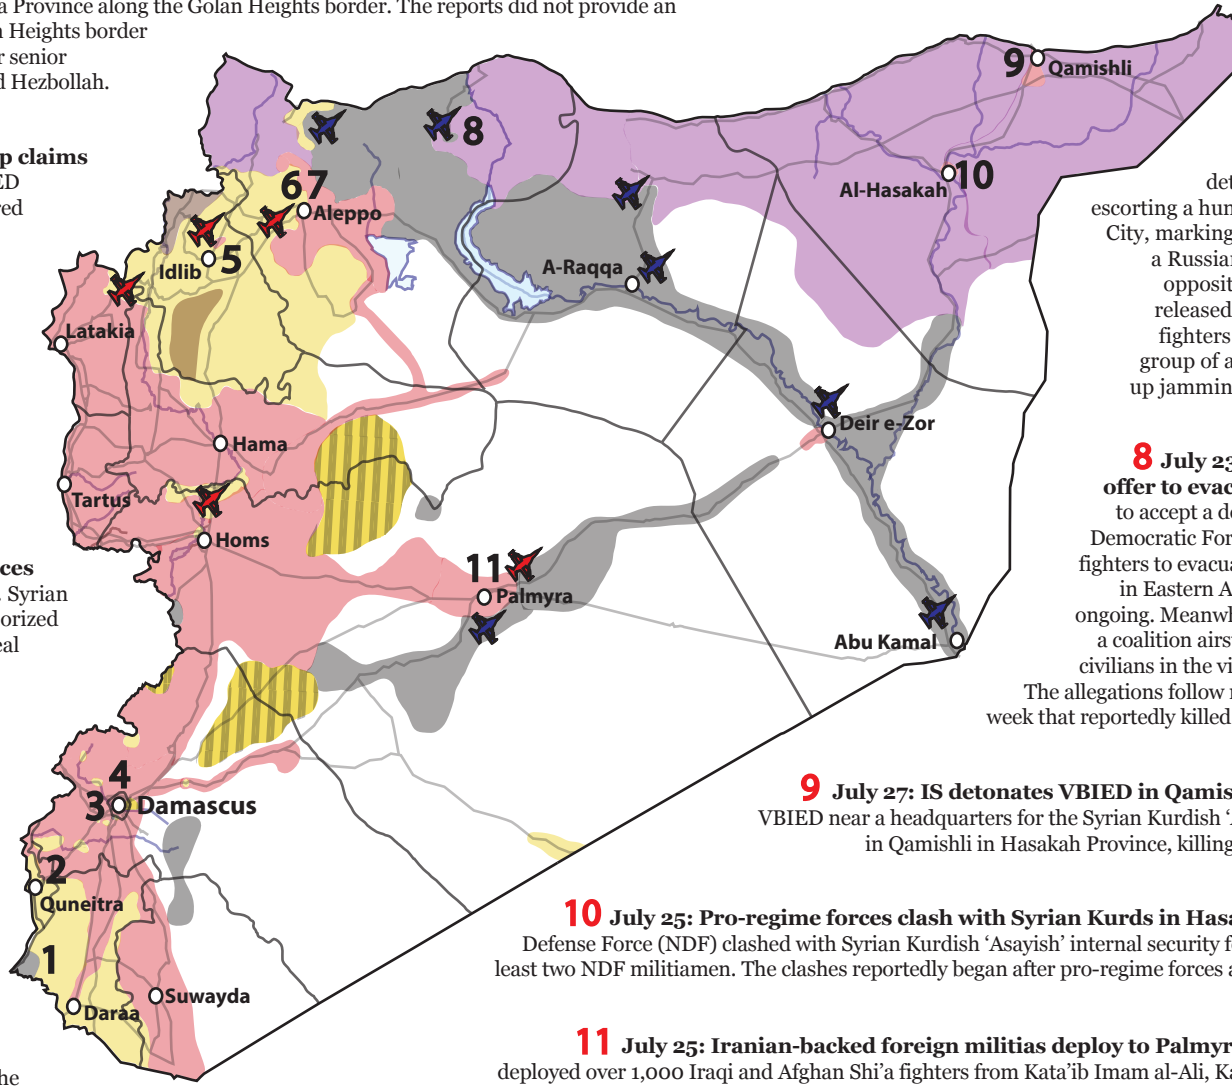 a Province along the Golan Heights border. The reports did not provide an
Heights border
senior
Hezbollah.
p claims
ED
red
9 Qamishli
8
67
Aleppo
Al-Hasakah 10
5
Idlib
A-Raqqa
Latakia
Hama
Deir e-Zor
Tartus
Homs
11
Palmyra
Abu Kamal
ces
Syrian
orized
eal
4
3 Damascus
2
Quneitra
1
Suwayda
Daraa
he
det
escorting a hun
City, marking
a Russian
opposit
released
fighters
group of a
up jammin
8 July 23
offer to evac
to accept a de
Democratic For
fighters to evacua
in Eastern A
ongoing. Meanwh
a coalition airst
civilians in the vi
The allegations follow
week that reportedly killed
9 July 27: IS detonates VBIED in Qamis
VBIED near a headquarters for the Syrian Kurdish ‘
in Qamishli in Hasakah Province, killing
10 July 25: Pro-regime forces clash with Syrian Kurds in Hasa
Defense Force (NDF) clashed with Syrian Kurdish ‘Asayish’ internal security f
least two NDF militiamen. The clashes reportedly began after pro-regime forces a
11 July 25: Iranian-backed foreign militias deploy to Palmyr
deployed over 1,000 Iraqi and Afghan Shi’a fighters from Kata’ib Imam al-Ali, Ka